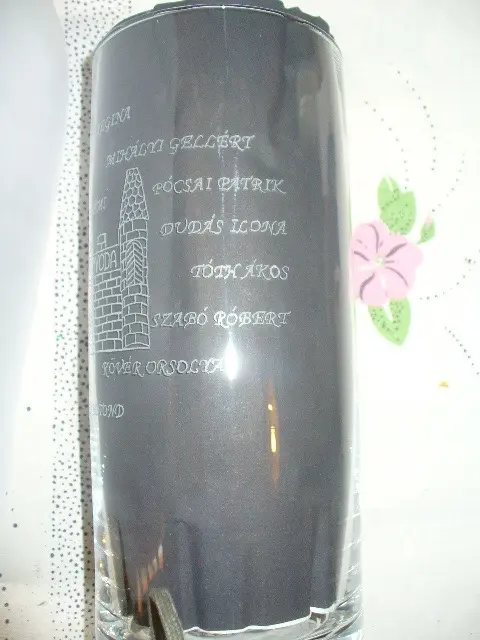 MIHÁLYI GELLÉRT
PÓCSAI PATRIK
DUDÁS ILONA
TÓTH ÁKOS
SZABÓ RÓBERT
KÖVÉR ORSOLYA